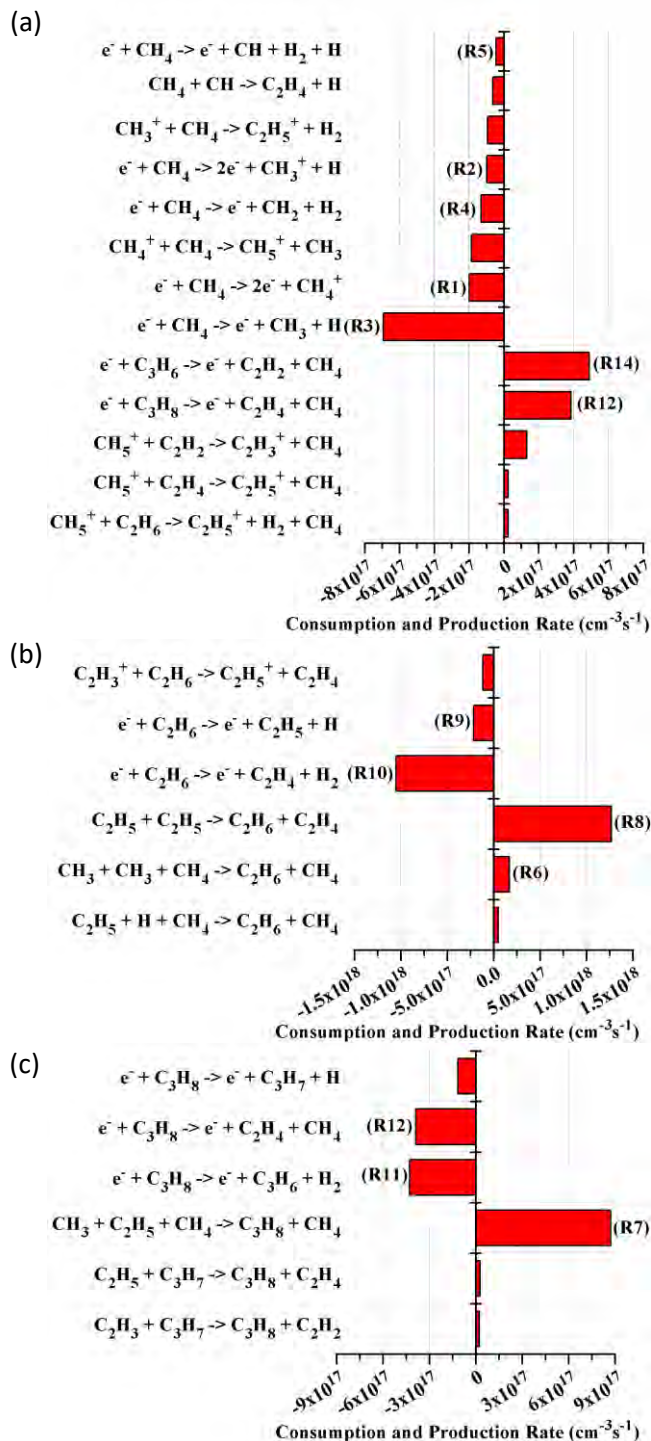 (a)
e⁻ + CH₄ -> e⁻ + CH + H₂ + H (R5)
CH₄ + CH -> C₂H₄ + H
CH₃⁺ + CH₄ -> C₂H₅⁺ + H₂
e⁻ + CH₄ -> 2e⁻ + CH₃⁺ + H (R2)
e⁻ + CH₄ -> e⁻ + CH₂ + H₂ (R4)
CH₄⁺ + CH₄ -> CH₅⁺ + CH₃
e⁻ + CH₄ -> 2e⁻ + CH₄⁺ (R1)
e⁻ + CH₄ -> e⁻ + CH₃ + H (R3)
e⁻ + C₃H₆ -> e⁻ + C₂H₂ + CH₄ (R14)
e⁻ + C₃H₈ -> e⁻ + C₂H₄ + CH₄ (R12)
CH₅⁺ + C₂H₂ -> C₂H₃⁺ + CH₄
CH₅⁺ + C₂H₄ -> C₂H₅⁺ + CH₄
CH₅⁺ + C₂H₆ -> C₂H₅⁺ + H₂ + CH₄
-8x10¹⁷ -6x10¹⁷ -4x10¹⁷ -2x10¹⁷ 0 2x10¹⁷ 4x10¹⁷ 6x10¹⁷ 8x10¹⁷
Consumption and Production Rate (cm⁻³s⁻¹)
(b)
C₂H₃⁺ + C₂H₆ -> C₂H₅⁺ + C₂H₄
e⁻ + C₂H₆ -> e⁻ + C₂H₅ + H (R9)
e⁻ + C₂H₆ -> e⁻ + C₂H₄ + H₂ (R10)
C₂H₅ + C₂H₅ -> C₂H₆ + C₂H₄ (R8)
CH₃ + CH₃ + CH₄ -> C₂H₆ + CH₄ (R6)
C₂H₅ + H + CH₄ -> C₂H₆ + CH₄
-1.5x10¹⁸ -1.0x10¹⁸ -5.0x10¹⁷ 0.0 5.0x10¹⁷ 1.0x10¹⁸ 1.5x10¹⁸
Consumption and Production Rate (cm⁻³s⁻¹)
(c)
e⁻ + C₃H₈ -> e⁻ + C₃H₇ + H
e⁻ + C₃H₈ -> e⁻ + C₂H₄ + CH₄ (R12)
e⁻ + C₃H₈ -> e⁻ + C₃H₆ + H₂ (R11)
CH₃ + C₂H₅ + CH₄ -> C₃H₈ + CH₄ (R7)
C₂H₅ + C₃H₇ -> C₃H₈ + C₂H₄
C₂H₃ + C₃H₇ -> C₃H₈ + C₂H₂
-9x10¹⁷ -6x10¹⁷ -3x10¹⁷ 0 3x10¹⁷ 6x10¹⁷ 9x10¹⁷
Consumption and Production Rate (cm⁻³s⁻¹)